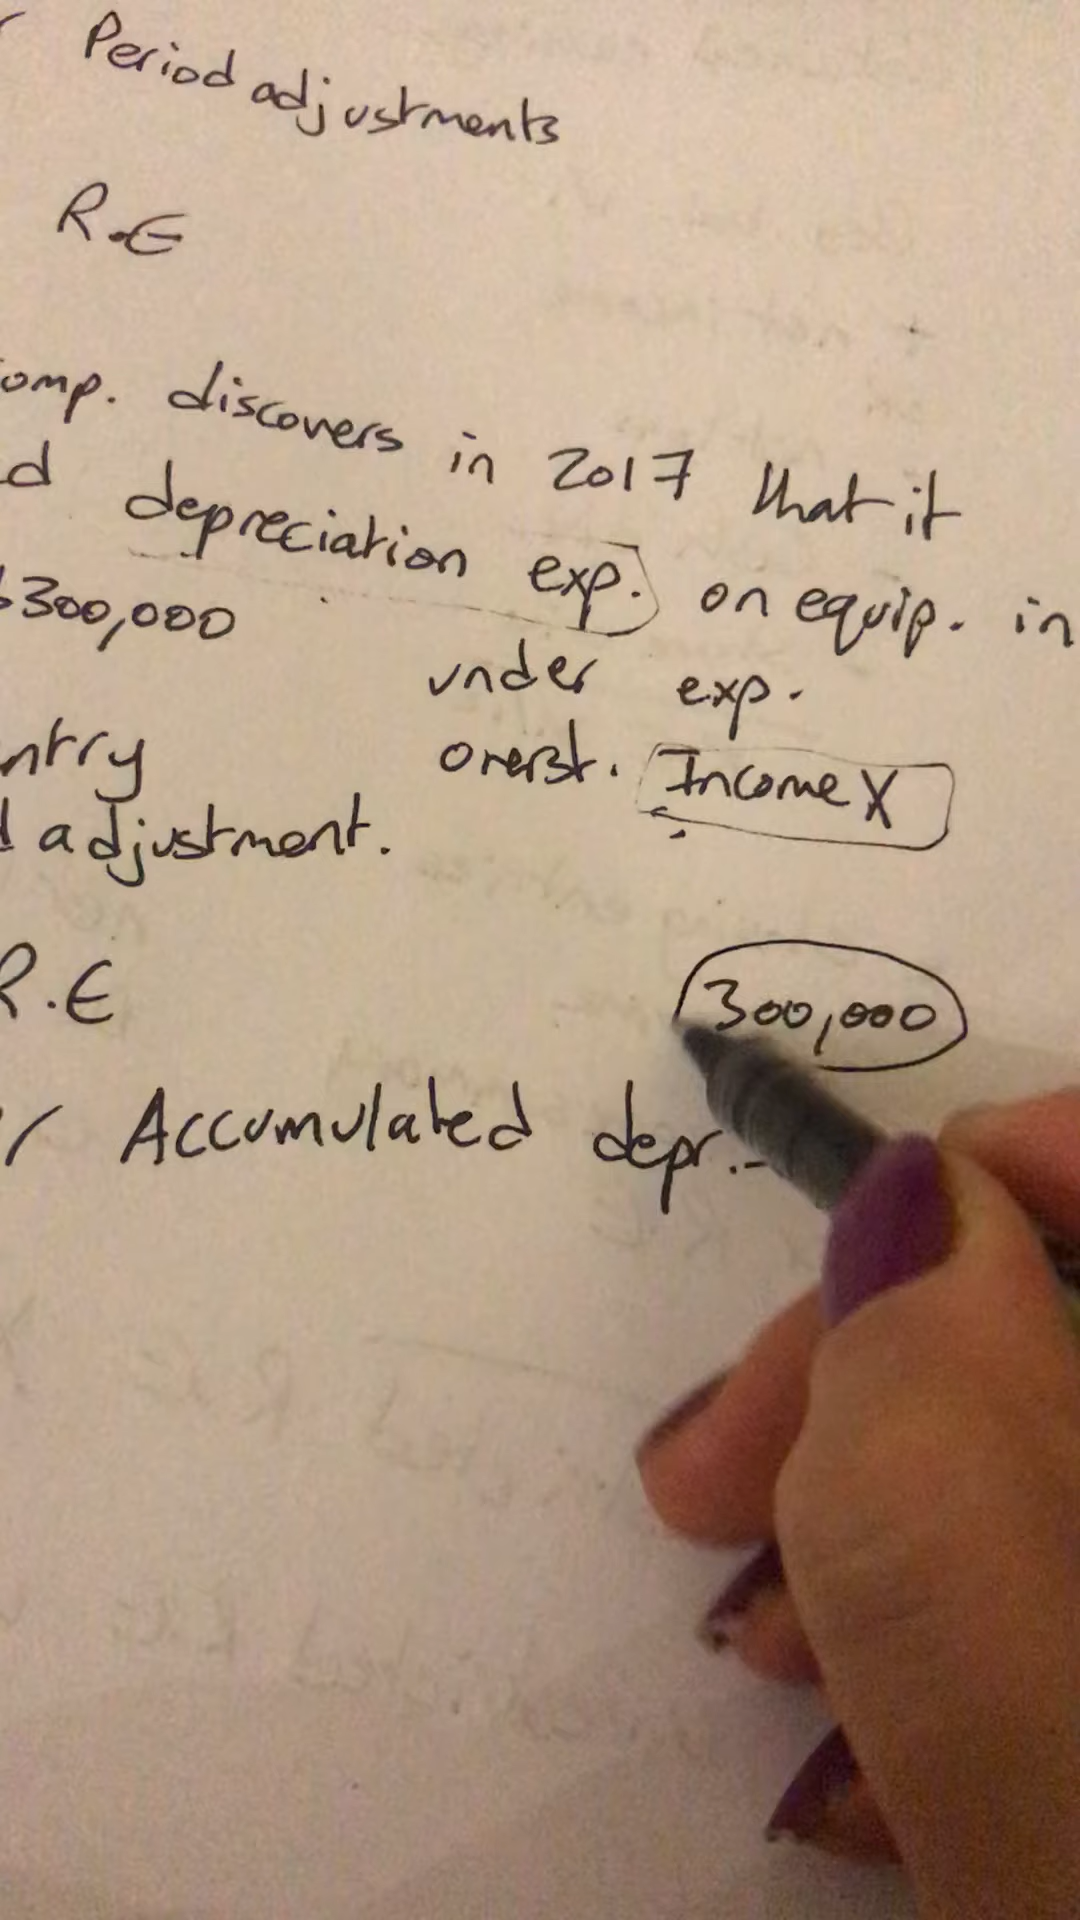 Period adjustments
R.E
omp. discovers in 2017 that it
d depreciation exp. on equip. in
$300,000
under exp.
overst. Income X
ntry
d adjustment.
R.E 300,000
r Accumulated depr.-